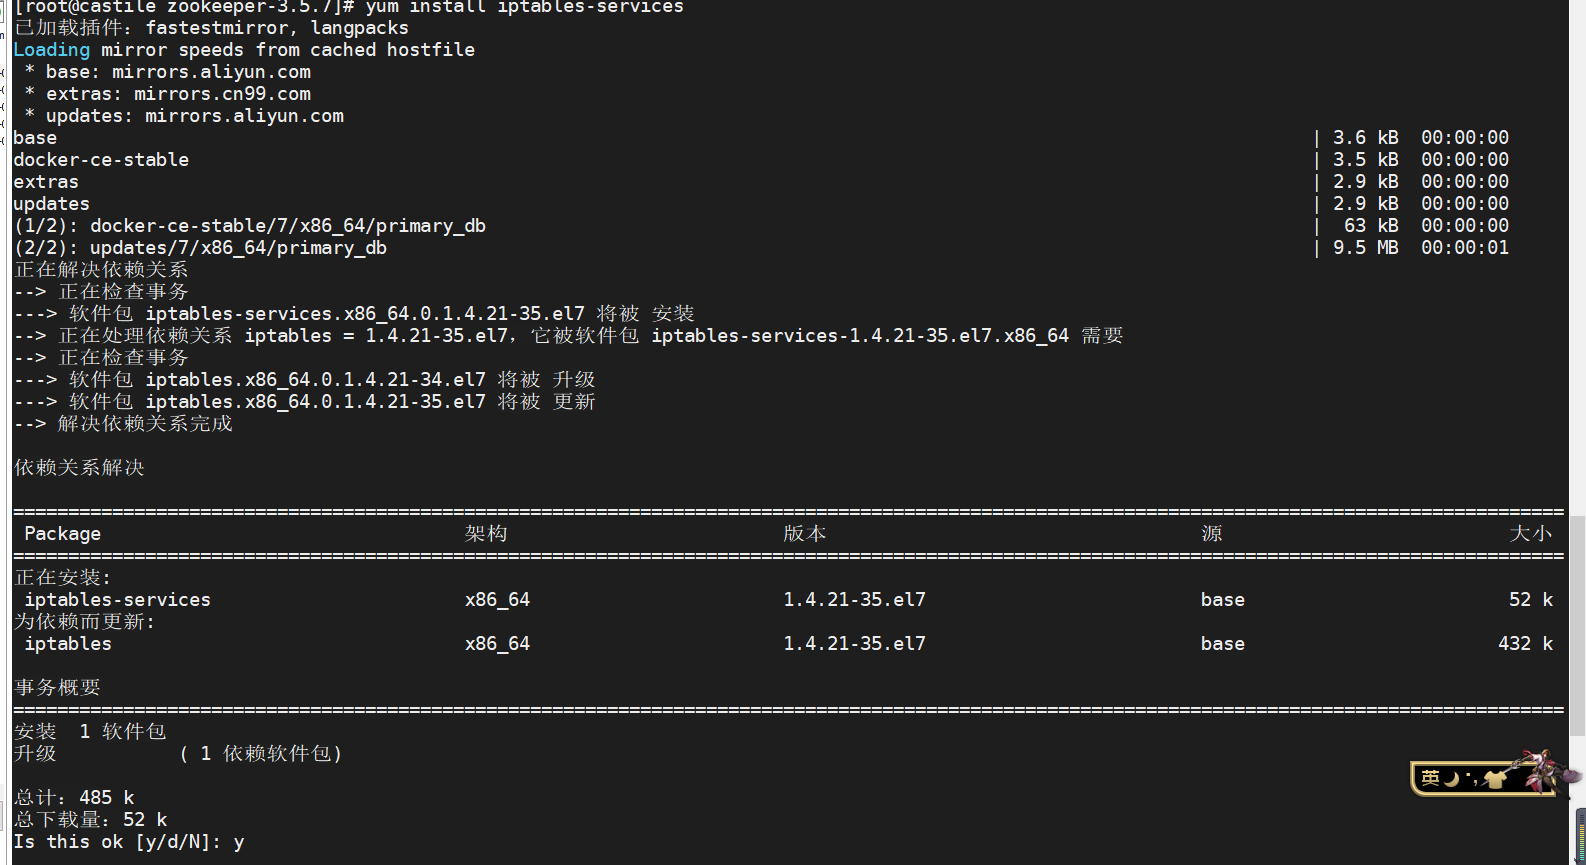 [root@castile zookeeper-3.5.7]# yum install iptables-services
已加载插件：fastestmirror, langpacks
Loading mirror speeds from cached hostfile
 * base: mirrors.aliyun.com
 * extras: mirrors.cn99.com
 * updates: mirrors.aliyun.com
base | 3.6 kB 00:00:00
docker-ce-stable | 3.5 kB 00:00:00
extras | 2.9 kB 00:00:00
updates | 2.9 kB 00:00:00
(1/2): docker-ce-stable/7/x86_64/primary_db | 63 kB 00:00:00
(2/2): updates/7/x86_64/primary_db | 9.5 MB 00:00:01
正在解决依赖关系
--> 正在检查事务
---> 软件包 iptables-services.x86_64.0.1.4.21-35.el7 将被 安装
--> 正在处理依赖关系 iptables = 1.4.21-35.el7，它被软件包 iptables-services-1.4.21-35.el7.x86_64 需要
--> 正在检查事务
---> 软件包 iptables.x86_64.0.1.4.21-34.el7 将被 升级
---> 软件包 iptables.x86_64.0.1.4.21-35.el7 将被 更新
--> 解决依赖关系完成
依赖关系解决
Package 架构 版本 源 大小
正在安装:
iptables-services x86_64 1.4.21-35.el7 base 52 k
为依赖而更新:
iptables x86_64 1.4.21-35.el7 base 432 k
事务概要
安装 1 软件包
升级 ( 1 依赖软件包)
总计：485 k
总下载量：52 k
Is this ok [y/d/N]: y
英